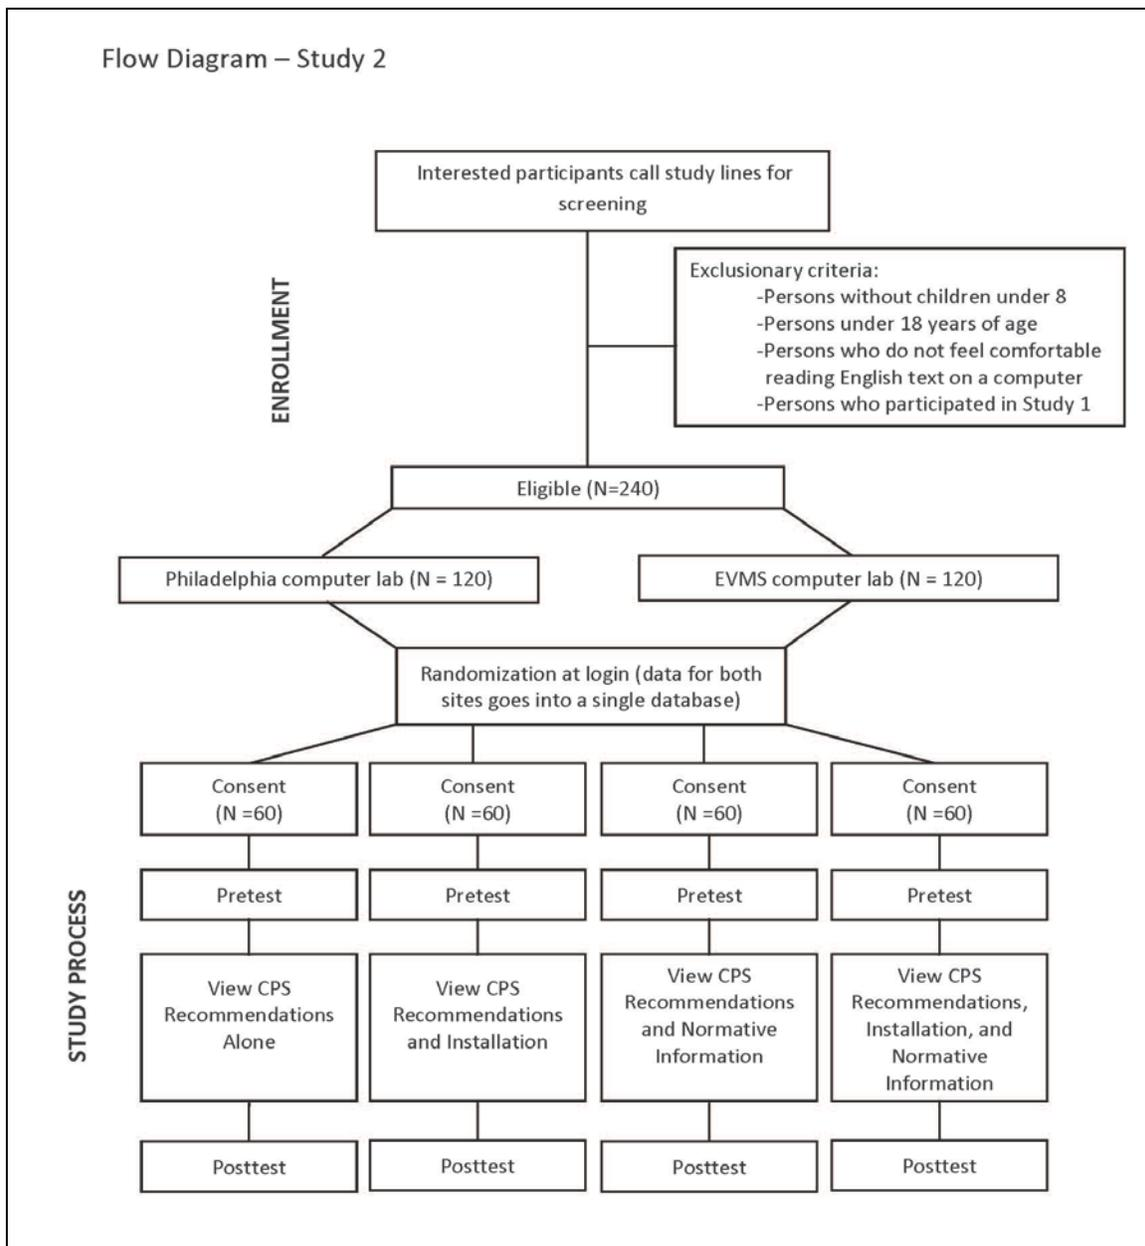 Flow Diagram – Study 2
Interested participants call study lines for
screening
ENROLLMENT
Exclusionary criteria:
-Persons without children under 8
-Persons under 18 years of age
-Persons who do not feel comfortable
reading English text on a computer
-Persons who participated in Study 1
Eligible (N=240)
Philadelphia computer lab (N = 120)
EVMS computer lab (N = 120)
Randomization at login (data for both
sites goes into a single database)
Consent
(N =60)
Consent
(N =60)
Consent
(N =60)
Consent
(N =60)
STUDY PROCESS
Pretest
Pretest
Pretest
Pretest
View CPS
Recommendations
Alone
View CPS
Recommendations
and Installation
View CPS
Recommendations
and Normative
Information
View CPS
Recommendations,
Installation, and
Normative
Information
Posttest
Posttest
Posttest
Posttest